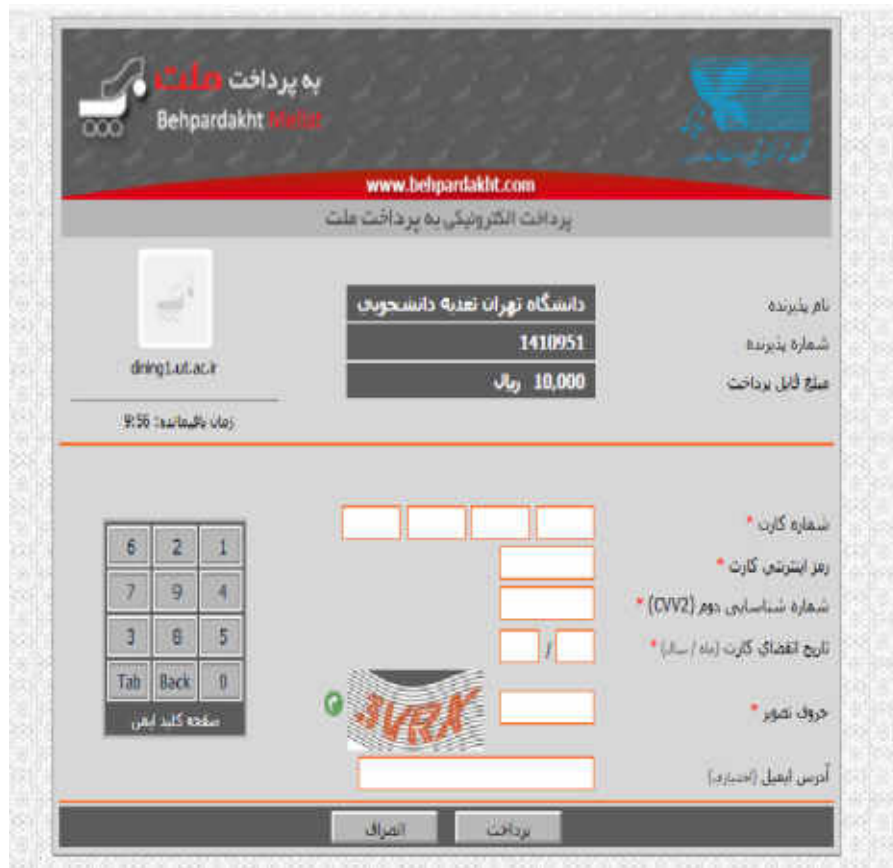 به پرداخت ملت
Behpardakht Mellat
www.behpardakht.com
پرداخت الکترونیکی به پرداخت ملت
نام پذیرنده
دانشگاه تهران تغذیه دانشجویی
شماره پذیرنده
1410951
مبلغ قابل پرداخت
10,000 ریال
dining1.ut.ac.ir
زمان باقیمانده: 9:56
شماره کارت *
رمز اینترنتی کارت *
شماره شناسایی دوم (CVV2) *
تاریخ انقضای کارت (ماه / سال) *
/
حروف تصویر *
آدرس ایمیل (اختیاری)
6 2 1
7 9 4
3 8 5
Tab Back 0
صفحه کلید ایمن
پرداخت
انصراف